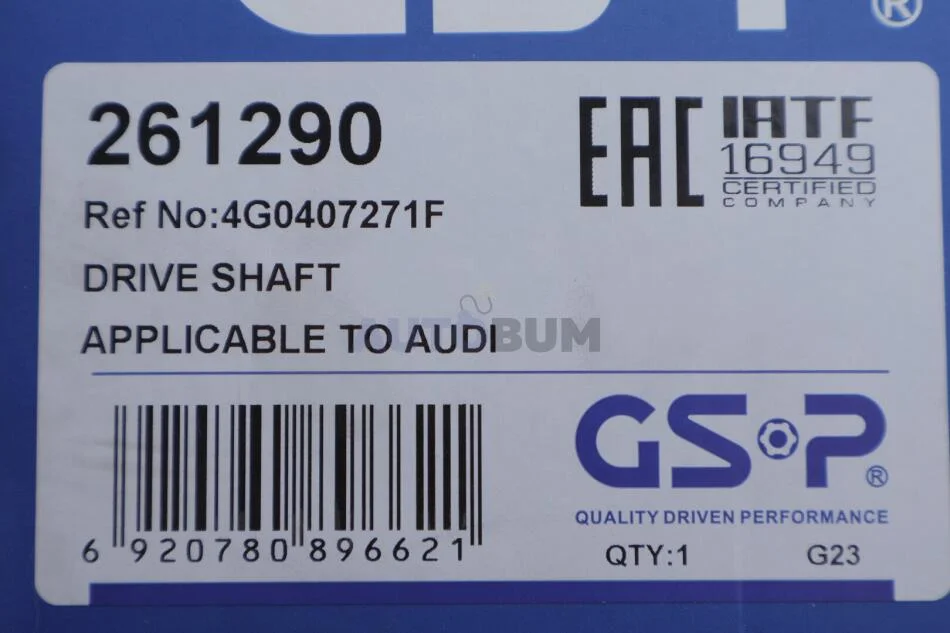 261290
EAC
IATF
16949
CERTIFIED
COMPANY
Ref No:4G0407271F
DRIVE SHAFT
APPLICABLE TO AUDI
AUTOBUM
6 920780 896621
GSP®
QUALITY DRIVEN PERFORMANCE
QTY:1 G23